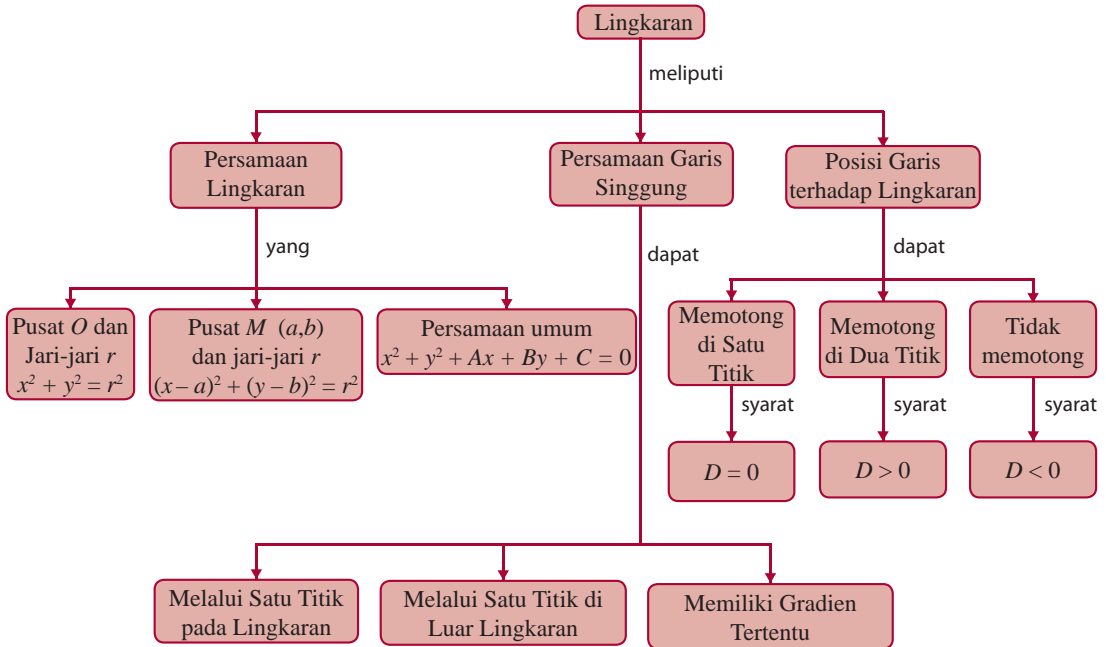 Lingkaran
meliputi
Persamaan
Lingkaran
Persamaan Garis
Singgung
Posisi Garis
terhadap Lingkaran
yang
dapat
dapat
Pusat O dan
Jari-jari r
x² + y² = r²
Pusat M (a,b)
dan jari-jari r
(x – a)² + (y – b)² = r²
Persamaan umum
x² + y² + Ax + By + C = 0
Memotong
di Satu
Titik
Memotong
di Dua Titik
Tidak
memotong
syarat
syarat
syarat
D = 0
D > 0
D < 0
Melalui Satu Titik
pada Lingkaran
Melalui Satu Titik di
Luar Lingkaran
Memiliki Gradien
Tertentu